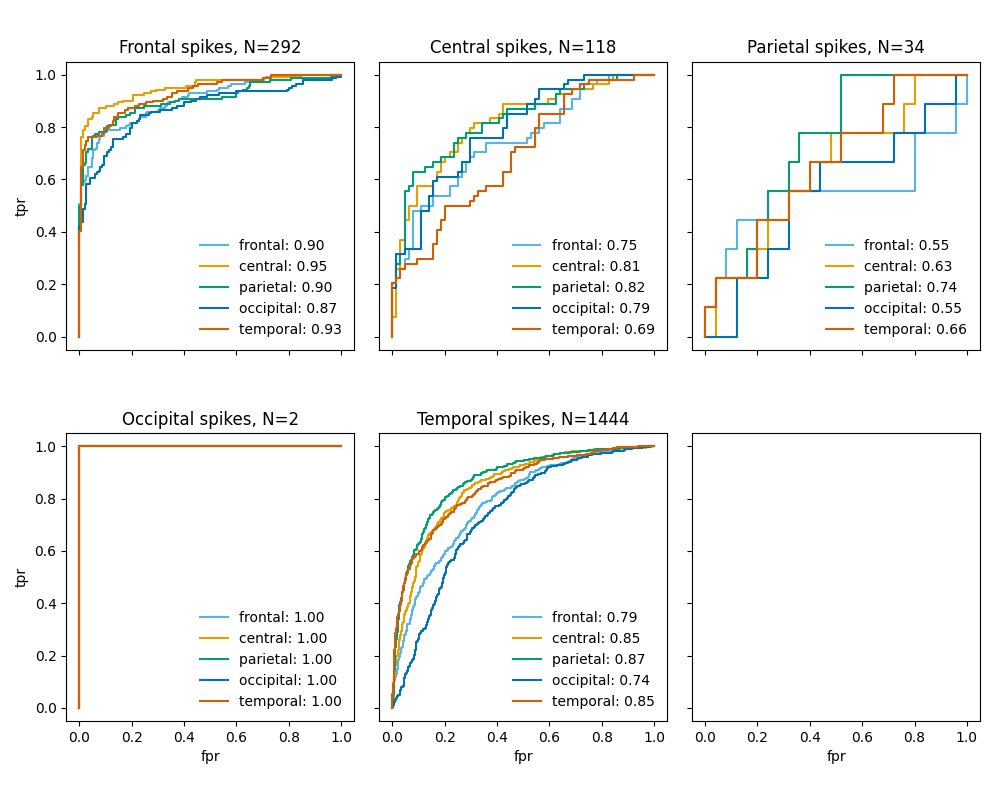 Frontal spikes, N=292
Central spikes, N=118
Parietal spikes, N=34
1.0
0.8
0.6
0.4
0.2
0.0
tpr
frontal: 0.90
central: 0.95
parietal: 0.90
occipital: 0.87
temporal: 0.93
frontal: 0.75
central: 0.81
parietal: 0.82
occipital: 0.79
temporal: 0.69
frontal: 0.55
central: 0.63
parietal: 0.74
occipital: 0.55
temporal: 0.66
Occipital spikes, N=2
Temporal spikes, N=1444
1.0
0.8
0.6
0.4
0.2
0.0
tpr
frontal: 1.00
central: 1.00
parietal: 1.00
occipital: 1.00
temporal: 1.00
frontal: 0.79
central: 0.85
parietal: 0.87
occipital: 0.74
temporal: 0.85
0.0 0.2 0.4 0.6 0.8 1.0
0.0 0.2 0.4 0.6 0.8 1.0
0.0 0.2 0.4 0.6 0.8 1.0
fpr
fpr
fpr